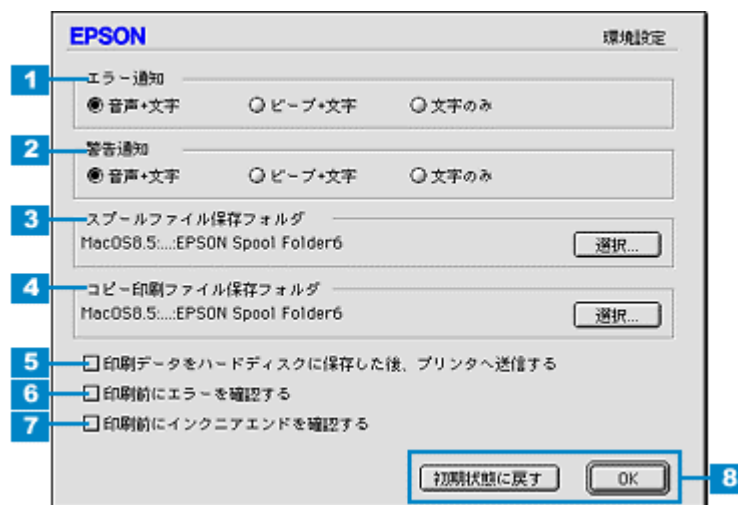 EPSON 環境設定
1 エラー通知
音声+文字 ビープ+文字 文字のみ
2 警告通知
音声+文字 ビープ+文字 文字のみ
3 スプールファイル保存フォルダ
MacOS8.5:...:EPSON Spool Folder6 選択...
4 コピー印刷ファイル保存フォルダ
MacOS8.5:...:EPSON Spool Folder6 選択...
5 印刷データをハードディスクに保存した後、プリンタへ送信する
6 印刷前にエラーを確認する
7 印刷前にインクニアエンドを確認する
初期状態に戻す OK 8